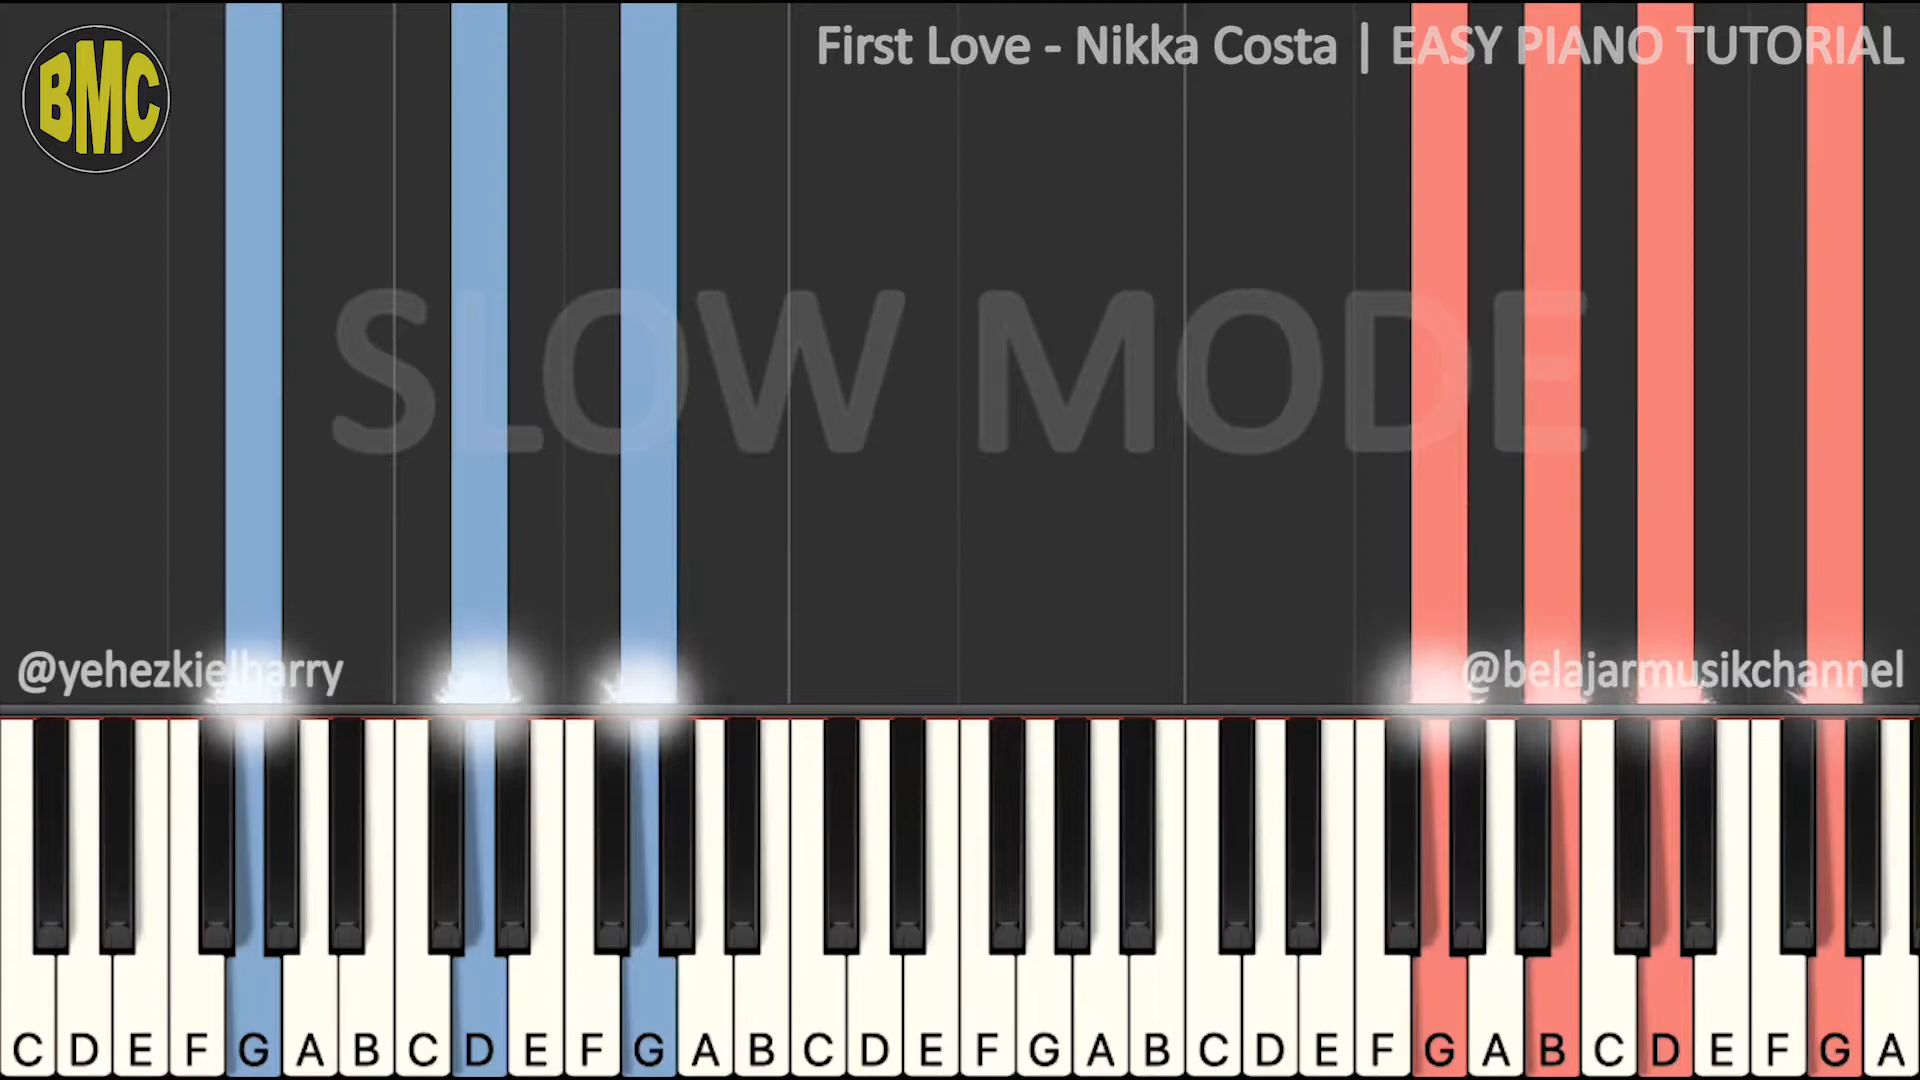 BMC
First Love - Nikka Costa | EASY PIANO TUTORIAL
SLOW MODE
@yehezkielharry
@belajarmusikchannel
C D E F G A B C D E F G A B C D E F G A B C D E F G A B C D E F G A